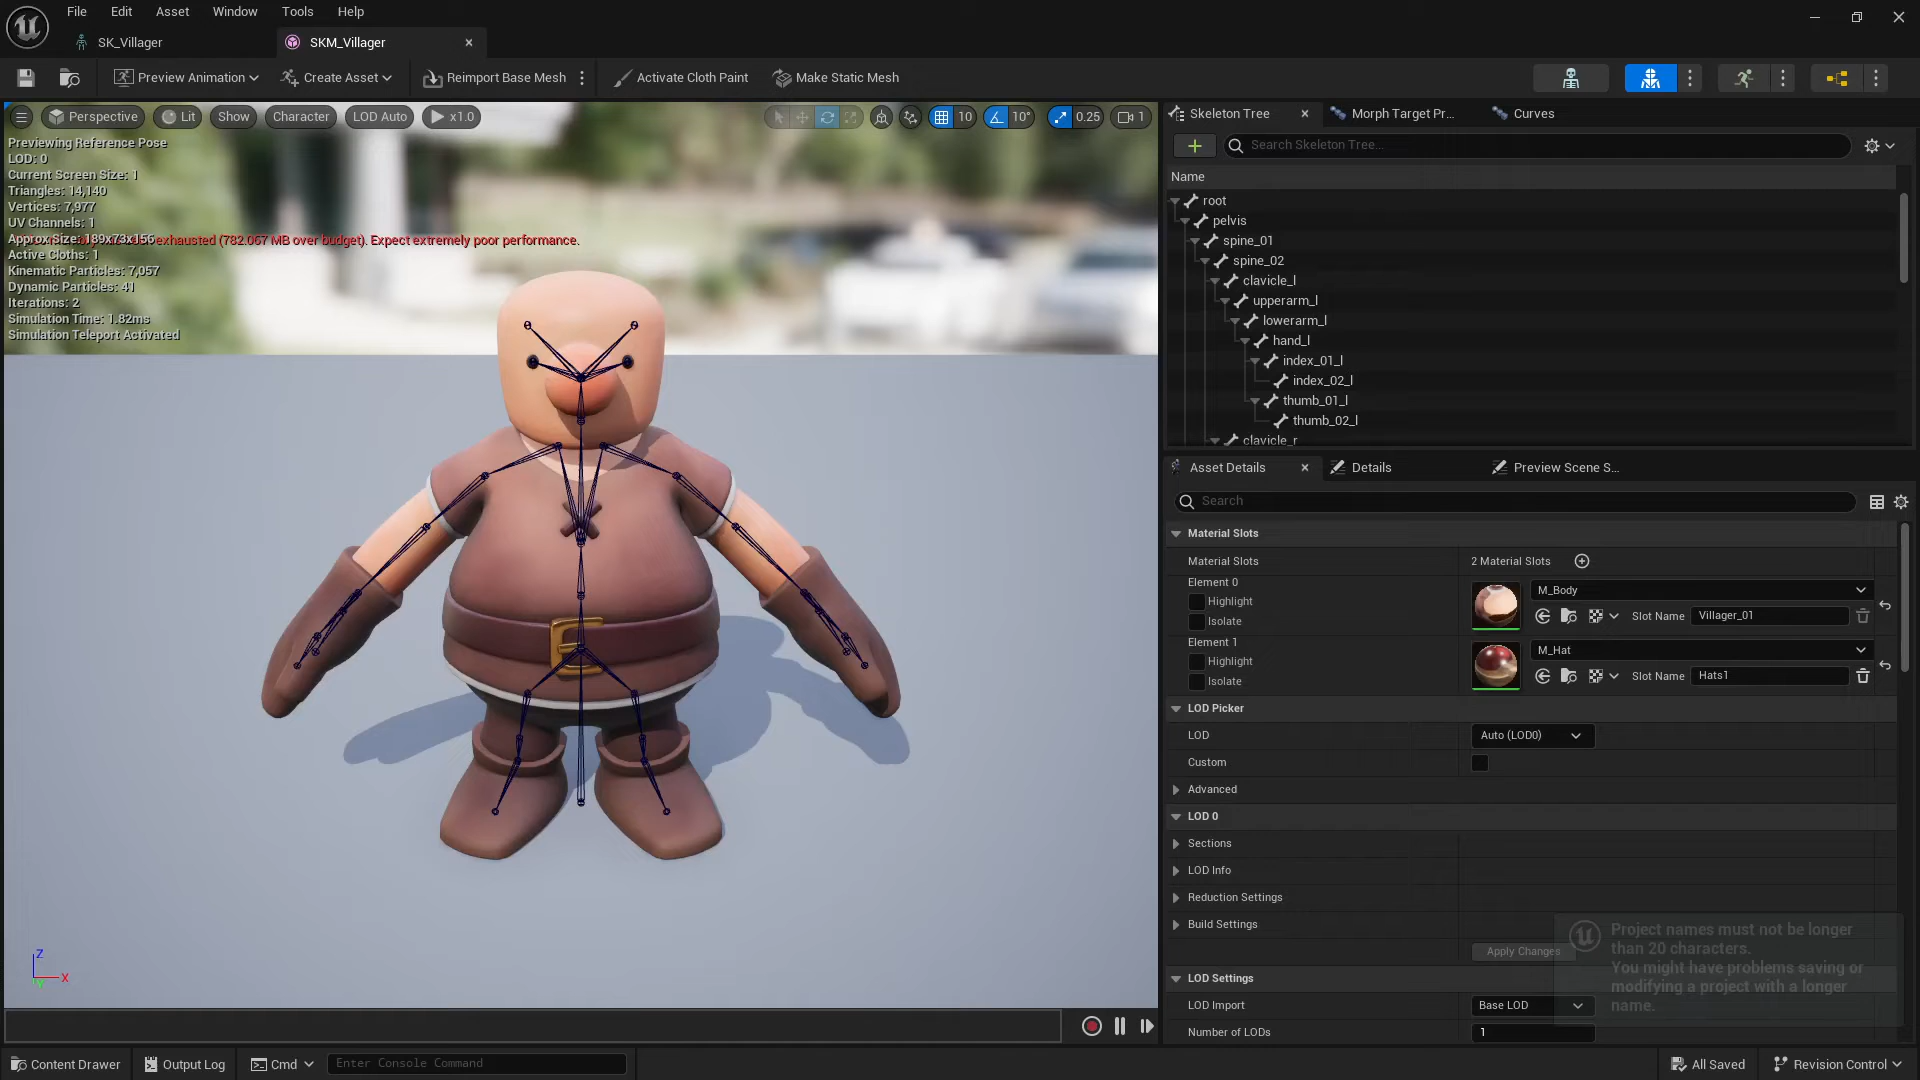 File Edit Asset Window Tools Help
SK_Villager SKM_Villager
Preview Animation Create Asset Reimport Base Mesh Activate Cloth Paint Make Static Mesh
Perspective Lit Show Character LOD Auto x1.0 10 10° 0.25 1
Previewing Reference Pose
LOD: 0
Current Screen Size: 1
Triangles: 14,140
Vertices: 7,977
UV Channels: 1
Approx Size: 189x73x156
exhausted (782.067 MB over budget). Expect extremely poor performance.
Active Cloths: 1
Kinematic Particles: 7,057
Dynamic Particles: 41
Iterations: 2
Simulation Time: 1.82ms
Simulation Teleport Activated
Z
X
Y
Skeleton Tree Morph Target Pr... Curves
Search Skeleton Tree...
Name
root
pelvis
spine_01
spine_02
clavicle_l
upperarm_l
lowerarm_l
hand_l
index_01_l
index_02_l
thumb_01_l
thumb_02_l
clavicle_r
Asset Details Details Preview Scene S...
Search
Material Slots
Material Slots 2 Material Slots
Element 0
Highlight
Isolate
M_Body
Slot Name Villager_01
Element 1
Highlight
Isolate
M_Hat
Slot Name Hats1
LOD Picker
LOD Auto (LOD0)
Custom
Advanced
LOD 0
Sections
LOD Info
Reduction Settings
Build Settings
Apply Changes
LOD Settings
LOD Import Base LOD
Number of LODs 1
Project names must not be longer
than 20 characters.
You might have problems saving or
modifying a project with a longer
name.
Content Drawer Output Log Cmd Enter Console Command All Saved Revision Control